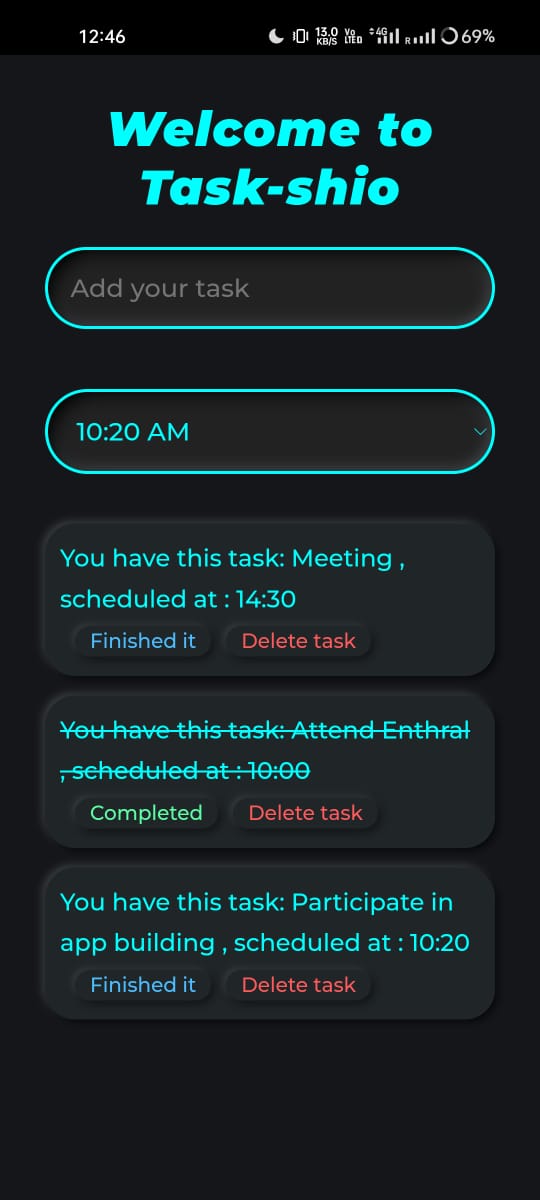 12:46 13.0 KB/S Vo LTE 4G R 69%
Welcome to
Task-shio
Add your task
10:20 AM
You have this task: Meeting ,
scheduled at : 14:30
Finished it Delete task
You have this task: Attend Enthral
, scheduled at : 10:00
Completed Delete task
You have this task: Participate in
app building , scheduled at : 10:20
Finished it Delete task